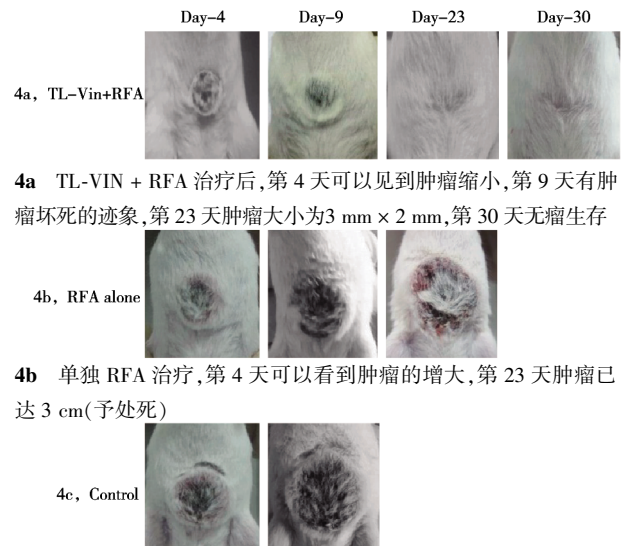 Day-4 Day-9 Day-23 Day-30
4a, TL-Vin+RFA
4a TL-VIN + RFA 治疗后,第 4 天可以见到肿瘤缩小,第 9 天有肿
瘤坏死的迹象,第 23 天肿瘤大小为3 mm × 2 mm,第 30 天无瘤生存
4b, RFA alone
4b 单独 RFA 治疗,第 4 天可以看到肿瘤的增大,第 23 天肿瘤已
达 3 cm(予处死)
4c, Control